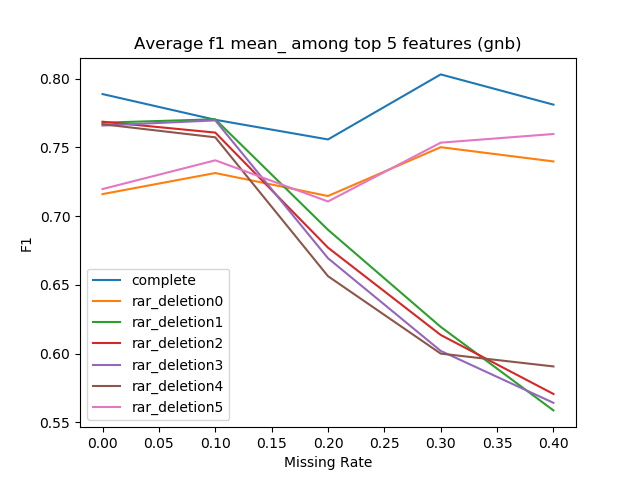 Average f1 mean_ among top 5 features (gnb)
0.80
0.75
0.70
0.65
0.60
0.55
F1
complete
rar_deletion0
rar_deletion1
rar_deletion2
rar_deletion3
rar_deletion4
rar_deletion5
0.00 0.05 0.10 0.15 0.20 0.25 0.30 0.35 0.40
Missing Rate